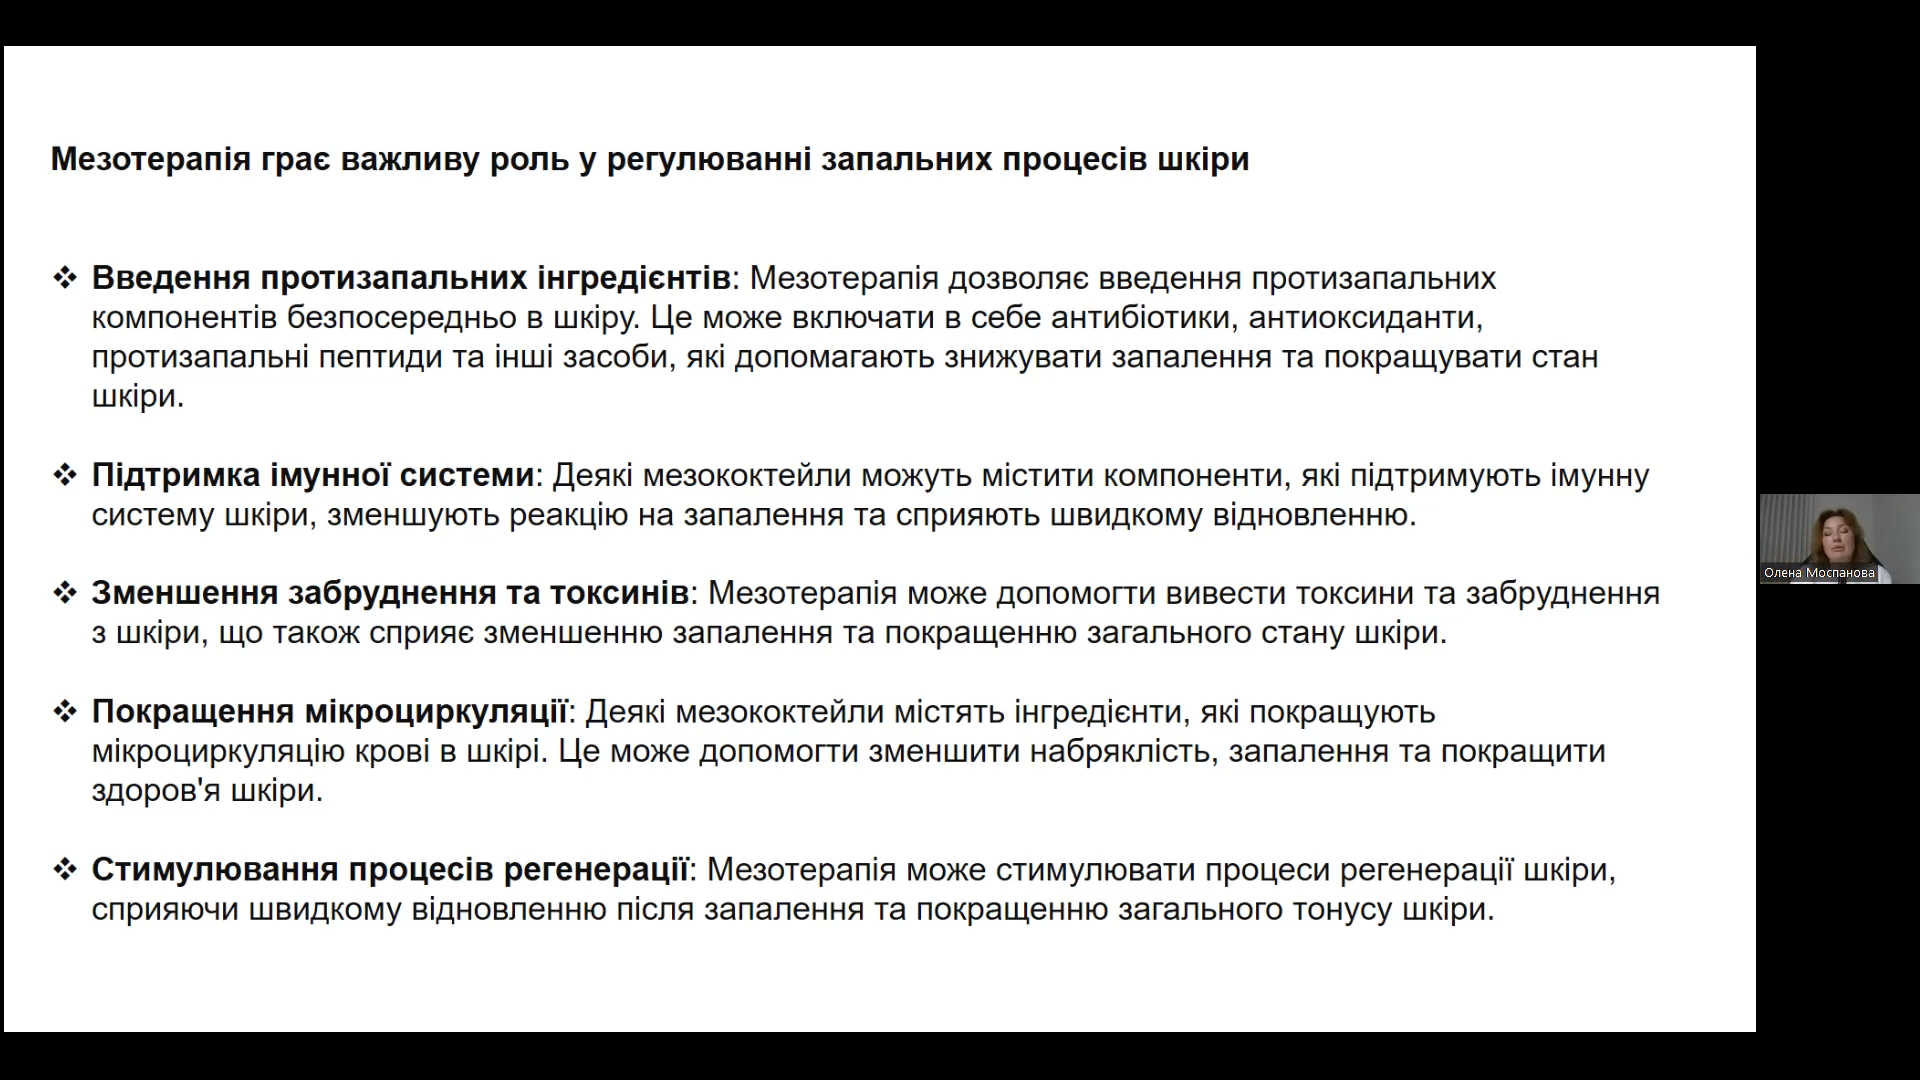 Мезотерапія грає важливу роль у регулюванні запальних процесів шкіри
❖ Введення протизапальних інгредієнтів: Мезотерапія дозволяє введення протизапальних
компонентів безпосередньо в шкіру. Це може включати в себе антибіотики, антиоксиданти,
протизапальні пептиди та інші засоби, які допомагають знижувати запалення та покращувати стан
шкіри.
❖ Підтримка імунної системи: Деякі мезококтейли можуть містити компоненти, які підтримують імунну
систему шкіри, зменшують реакцію на запалення та сприяють швидкому відновленню.
❖ Зменшення забруднення та токсинів: Мезотерапія може допомогти вивести токсини та забруднення
з шкіри, що також сприяє зменшенню запалення та покращенню загального стану шкіри.
❖ Покращення мікроциркуляції: Деякі мезококтейли містять інгредієнти, які покращують
мікроциркуляцію крові в шкірі. Це може допомогти зменшити набряклість, запалення та покращити
здоров'я шкіри.
❖ Стимулювання процесів регенерації: Мезотерапія може стимулювати процеси регенерації шкіри,
сприяючи швидкому відновленню після запалення та покращенню загального тонусу шкіри.
Олена Моспанова